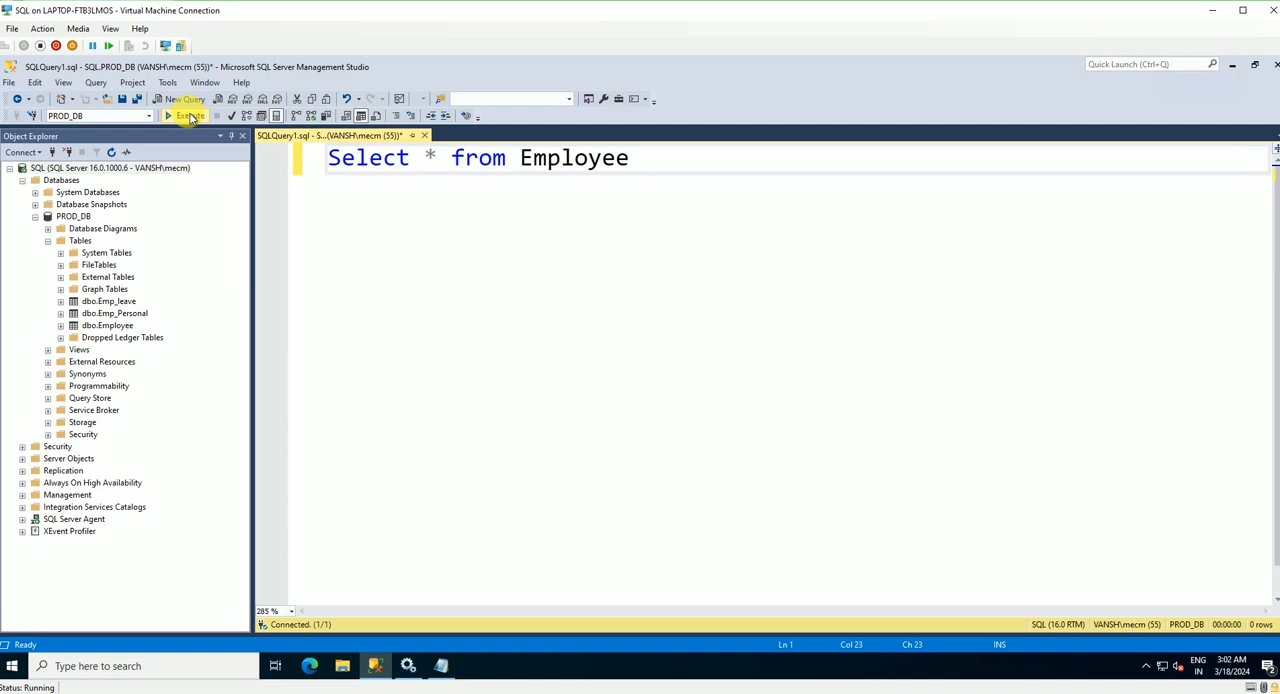 SQL on LAPTOP-FTB3LMOS - Virtual Machine Connection
File Action Media View Help
SQLQuery1.sql - SQL.PROD_DB (VANSH\mecm (55))* - Microsoft SQL Server Management Studio
Quick Launch (Ctrl+Q)
File Edit View Query Project Tools Window Help
New Query
PROD_DB
Execute
Object Explorer
Connect
SQL (SQL Server 16.0.1000.6 - VANSH\mecm)
Databases
System Databases
Database Snapshots
PROD_DB
Database Diagrams
Tables
System Tables
FileTables
External Tables
Graph Tables
dbo.Emp_leave
dbo.Emp_Personal
dbo.Employee
Dropped Ledger Tables
Views
External Resources
Synonyms
Programmability
Query Store
Service Broker
Storage
Security
Security
Server Objects
Replication
Always On High Availability
Management
Integration Services Catalogs
SQL Server Agent
XEvent Profiler
SQLQuery1.sql - S...(VANSH\mecm (55))*
Select * from Employee
285 %
Connected. (1/1)
SQL (16.0 RTM) VANSH\mecm (55) PROD_DB 00:00:00 0 rows
Ready
Ln 1 Col 23 Ch 23 INS
Type here to search
ENG
IN
3:02 AM
3/18/2024
2
Status: Running